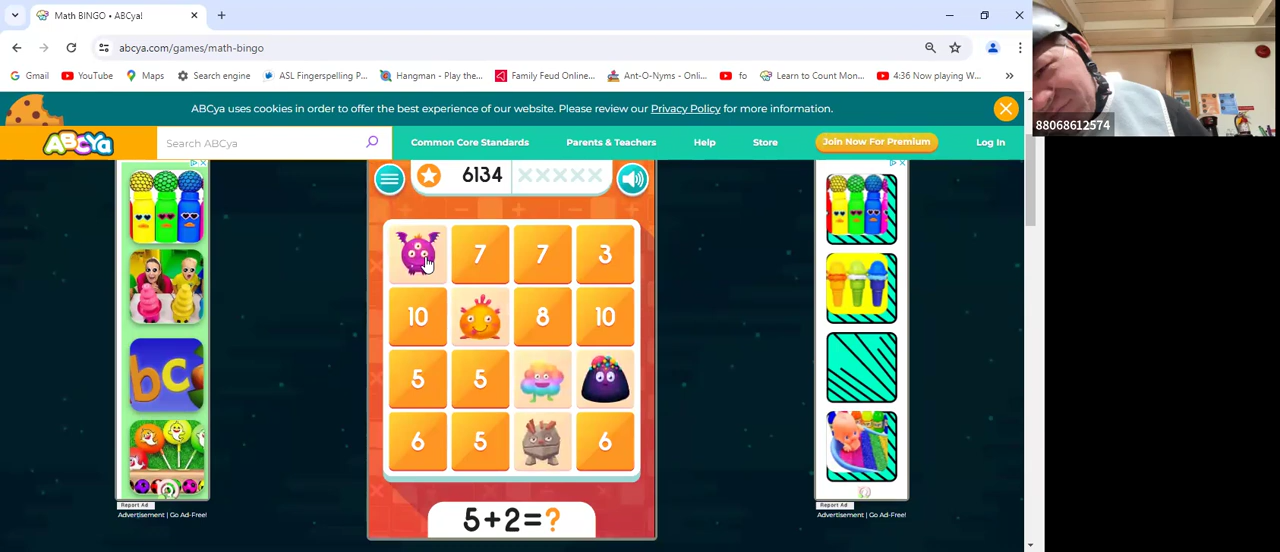 Math BINGO • ABCya!
abcya.com/games/math-bingo
Gmail YouTube Maps Search engine ASL Fingerspelling P... Hangman - Play the... Family Feud Online... Ant-O-Nyms - Onli... fo Learn to Count Mon... 4:36 Now playing W...
ABCya uses cookies in order to offer the best experience of our website. Please review our Privacy Policy for more information.
88068612574
ABCYa Search ABCya Common Core Standards Parents & Teachers Help Store Join Now For Premium Log In
6134
7 7 3
10 8 10
5 5
6 5 6
b c
Report Ad
Advertisement | Go Ad-Free!
5+2=?
Report Ad
Advertisement | Go Ad-Free!